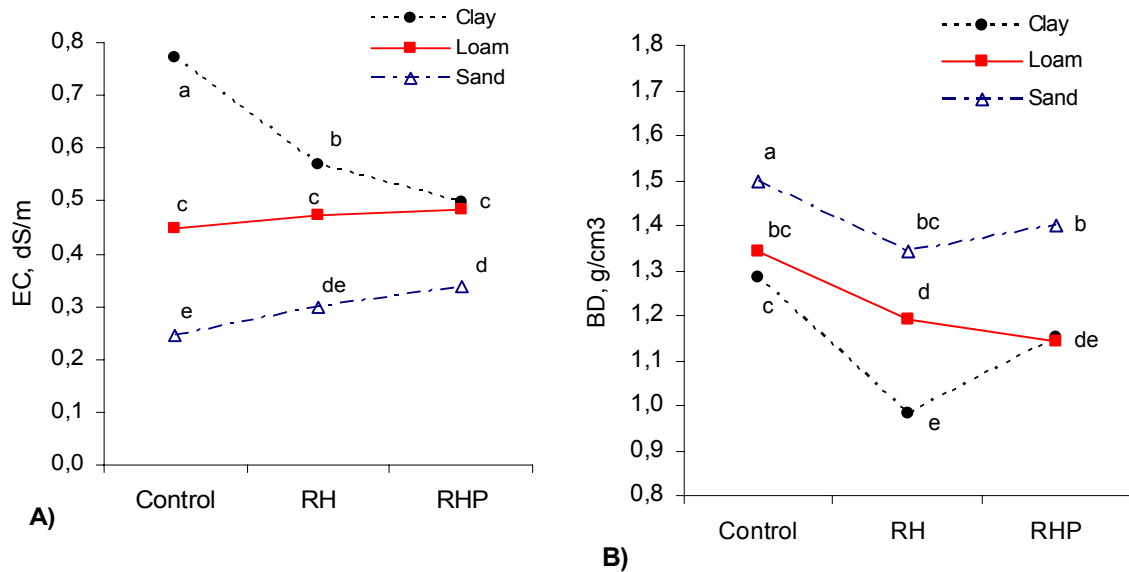 Clay
Loam
Sand
0,8
0,7
0,6
0,5
0,4
0,3
0,2
0,1
0,0
EC, dS/m
a
b
c
c
c
e
de
d
Control
RH
RHP
A)
Clay
Loam
Sand
1,8
1,7
1,6
1,5
1,4
1,3
1,2
1,1
1,0
0,9
0,8
BD, g/cm3
a
bc
bc
b
c
d
de
e
Control
RH
RHP
B)